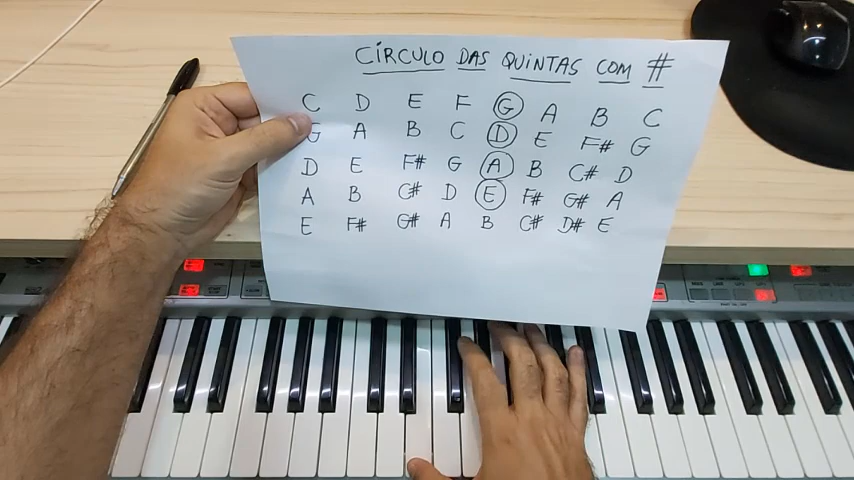 CÍRCULO DAS QUINTAS COM #
C D E F G A B C
G A B C D E F# G
D E F# G A B C# D
A B C# D E F# G# A
E F# G# A B C# D# E